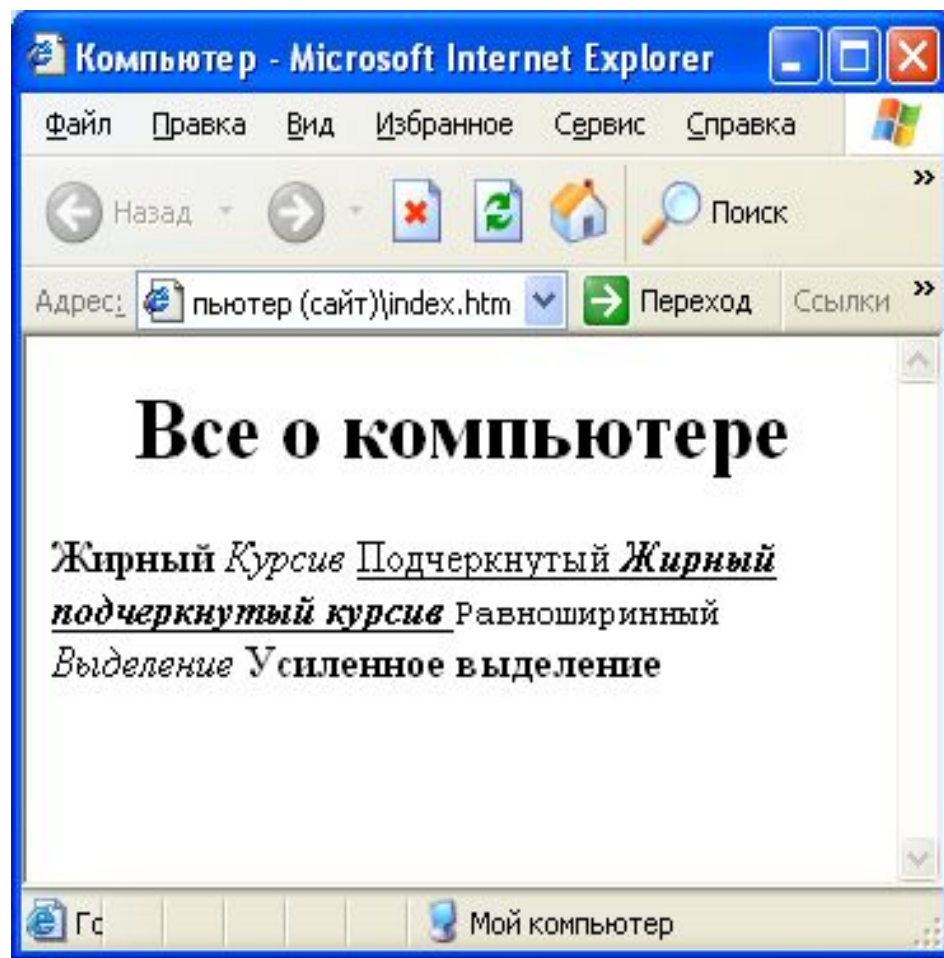 Компьютер - Microsoft Internet Explorer
Файл Правка Вид Избранное Сервис Справка
Назад Поиск »
Адрес: пьютер (сайт)\index.htm Переход Ссылки »
Все о компьютере
Жирный Курсив Подчеркнутый Жирный
подчеркнутый курсив Равноширинный
Выделение Усиленное выделение
Гс Мой компьютер